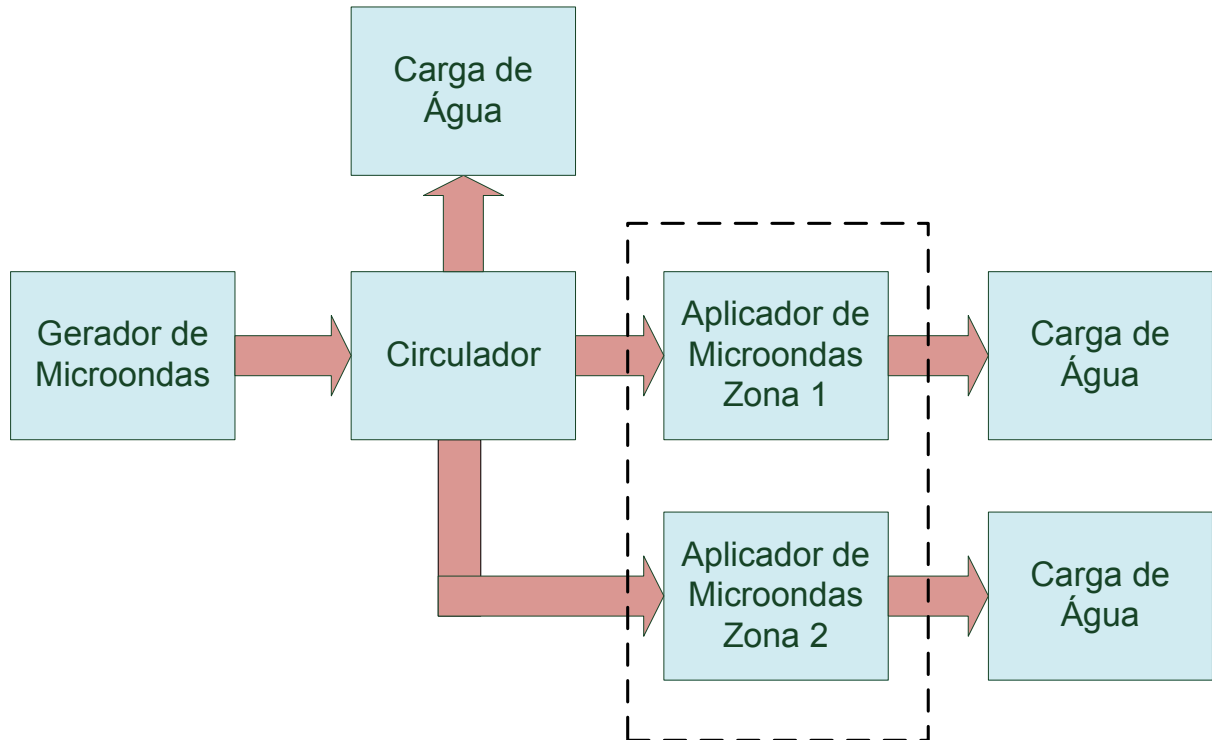 Carga de
Água
Gerador de
Microondas
Circulador
Aplicador de
Microondas
Zona 1
Carga de
Água
Aplicador de
Microondas
Zona 2
Carga de
Água